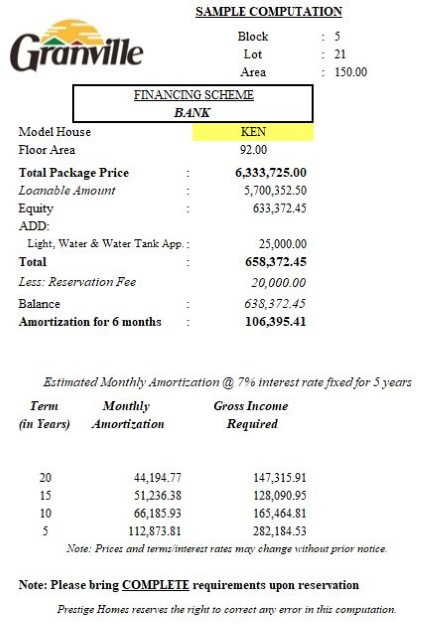 Granville
SAMPLE COMPUTATION
Block : 5
Lot : 21
Area : 150.00
FINANCING SCHEME
BANK
Model House KEN
Floor Area 92.00
Total Package Price : 6,333,725.00
Loanable Amount : 5,700,352.50
Equity : 633,372.45
ADD:
Light, Water & Water Tank App. : 25,000.00
Total : 658,372.45
Less: Reservation Fee 20,000.00
Balance : 638,372.45
Amortization for 6 months : 106,395.41
Estimated Monthly Amortization @ 7% interest rate fixed for 5 years
Term Monthly Gross Income
(in Years) Amortization Required
20 44,194.77 147,315.91
15 51,236.38 128,090.95
10 66,185.93 165,464.81
5 112,873.81 282,184.53
Note: Prices and terms/interest rates may change without prior notice.
Note: Please bring COMPLETE requirements upon reservation
Prestige Homes reserves the right to correct any error in this computation.